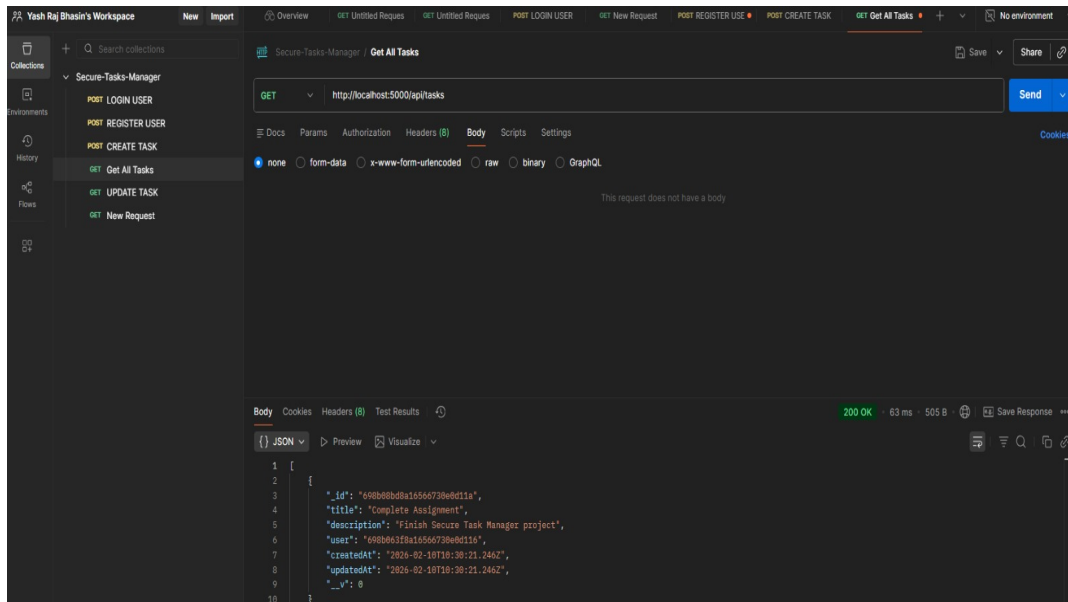 Yash Raj Bhasin's Workspace New Import Overview GET Untitled Reques GET Untitled Reques POST LOGIN USER GET New Request POST REGISTER USE POST CREATE TASK GET Get All Tasks No environment
Collections
Environments
History
Flows
Search collections
Secure-Tasks-Manager
POST LOGIN USER
POST REGISTER USER
POST CREATE TASK
GET Get All Tasks
GET UPDATE TASK
GET New Request
HTTP Secure-Tasks-Manager / Get All Tasks Save Share
GET http://localhost:5000/api/tasks Send
Docs Params Authorization Headers (8) Body Scripts Settings Cookies
none form-data x-www-form-urlencoded raw binary GraphQL
This request does not have a body
Body Cookies Headers (8) Test Results 200 OK 63 ms 505 B Save Response
{} JSON Preview Visualize
1 [
2 {
3 "_id": "698b08bd8a16566730e0d11a",
4 "title": "Complete Assignment",
5 "description": "Finish Secure Task Manager project",
6 "user": "698b063f8a16566730e0d116",
7 "createdAt": "2026-02-10T10:30:21.246Z",
8 "updatedAt": "2026-02-10T10:30:21.246Z",
9 "__v": 0
10 }